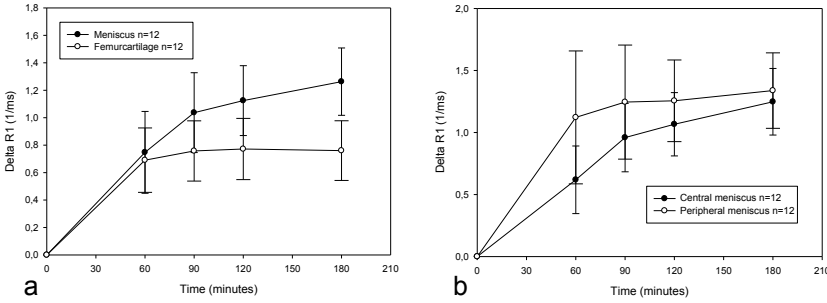 1,8
1,6
1,4
1,2
1,0
0,8
0,6
0,4
0,2
0,0
Delta R1 (1/ms)
Meniscus n=12
Femurcartilage n=12
0 30 60 90 120 150 180 210
Time (minutes)
a
2,0
1,5
1,0
0,5
0,0
Delta R1 (1/ms)
Central meniscus n=12
Peripheral meniscus n=12
0 30 60 90 120 150 180 210
Time (minutes)
b